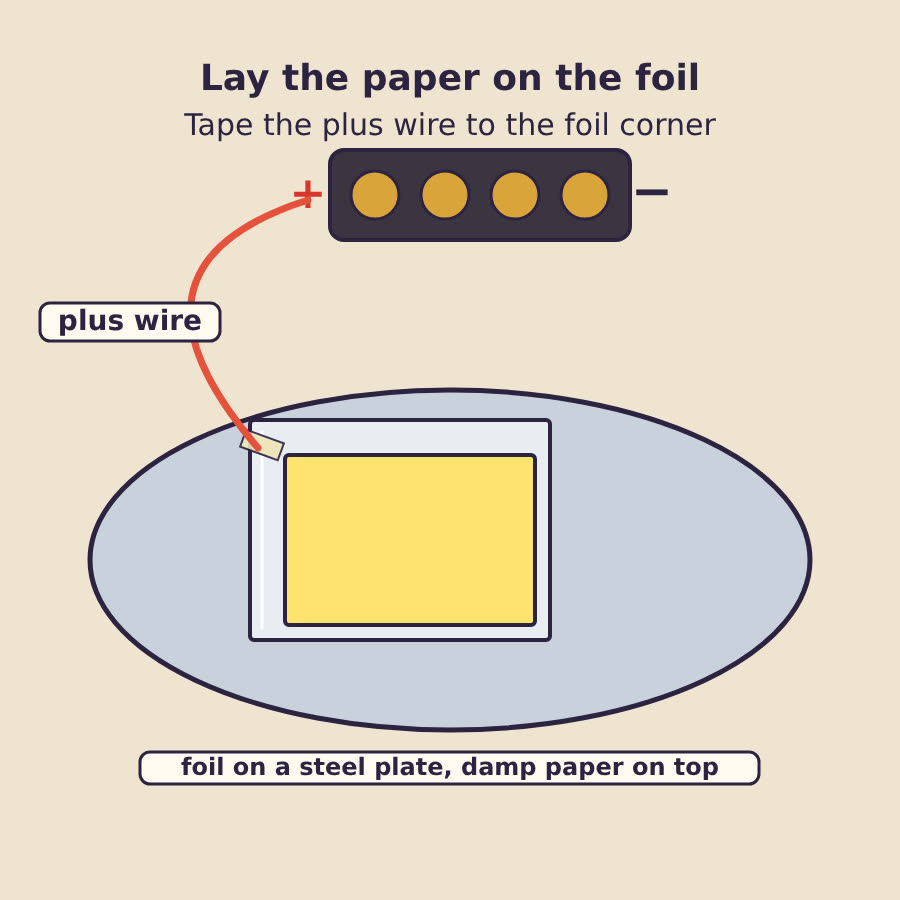 Lay the paper on the foil
Tape the plus wire to the foil corner
+ −
plus wire
foil on a steel plate, damp paper on top